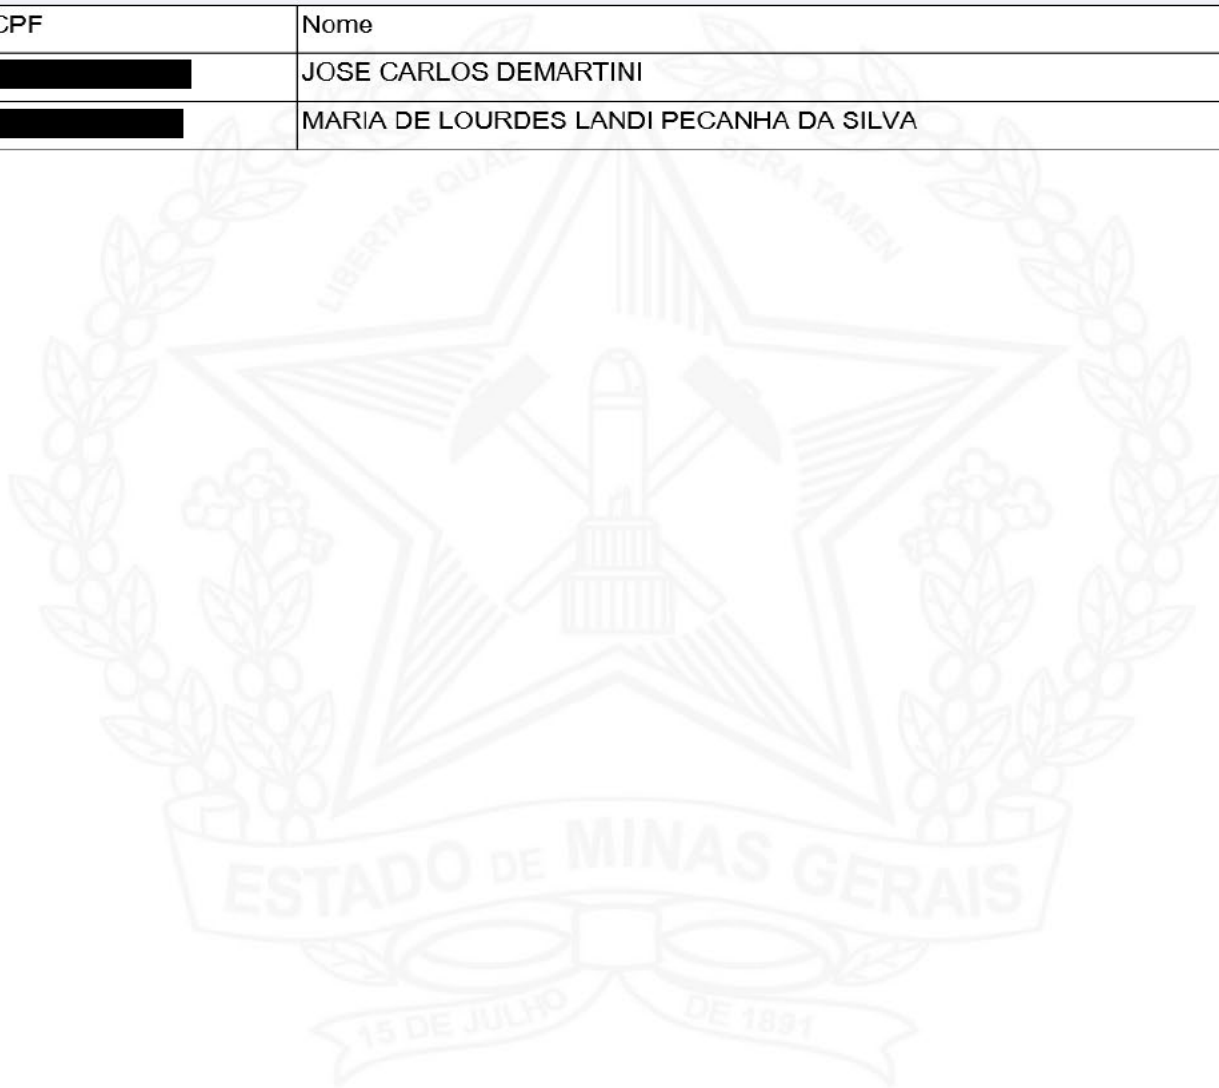 CPF Nome
JOSE CARLOS DEMARTINI
MARIA DE LOURDES LANDI PECANHA DA SILVA
LIBERTAS QUAE SERA TAMEN
ESTADO DE MINAS GERAIS
15 DE JULHO DE 1891